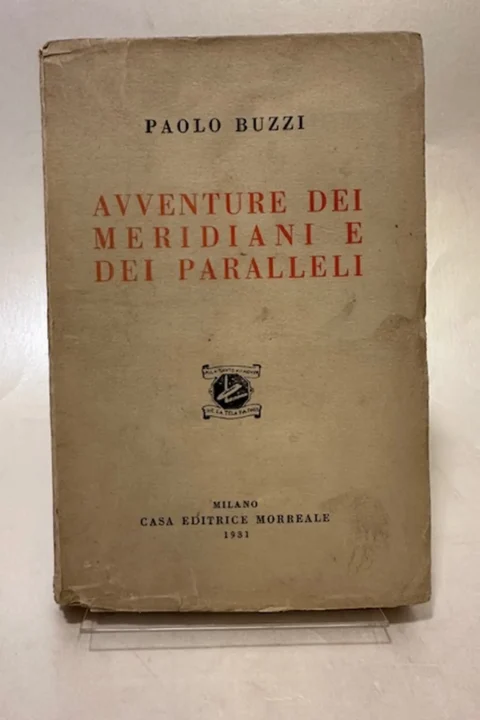 PAOLO BUZZI
AVVENTURE DEI
MERIDIANI E
DEI PARALLELI
MILANO
CASA EDITRICE MORREALE
1931